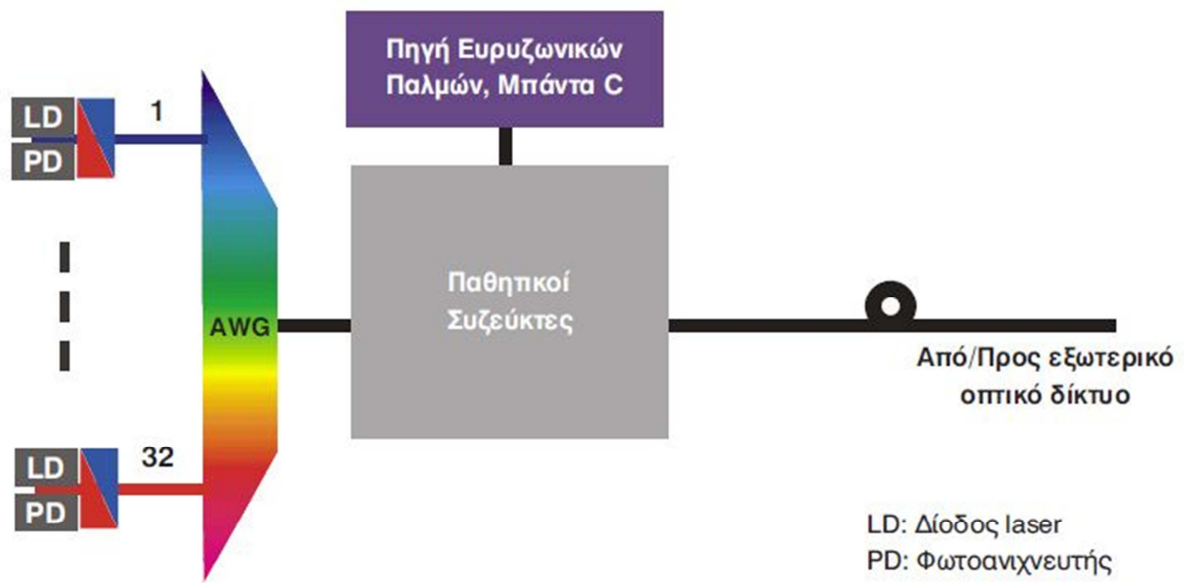 Πηγή Ευρυζωνικών
Παλμών, Μπάντα C
LD
PD
1
Παθητικοί
Συζεύκτες
AWG
Από/Προς εξωτερικό
οπτικό δίκτυο
LD
PD
32
LD: Δίοδος laser
PD: Φωτοανιχνευτής